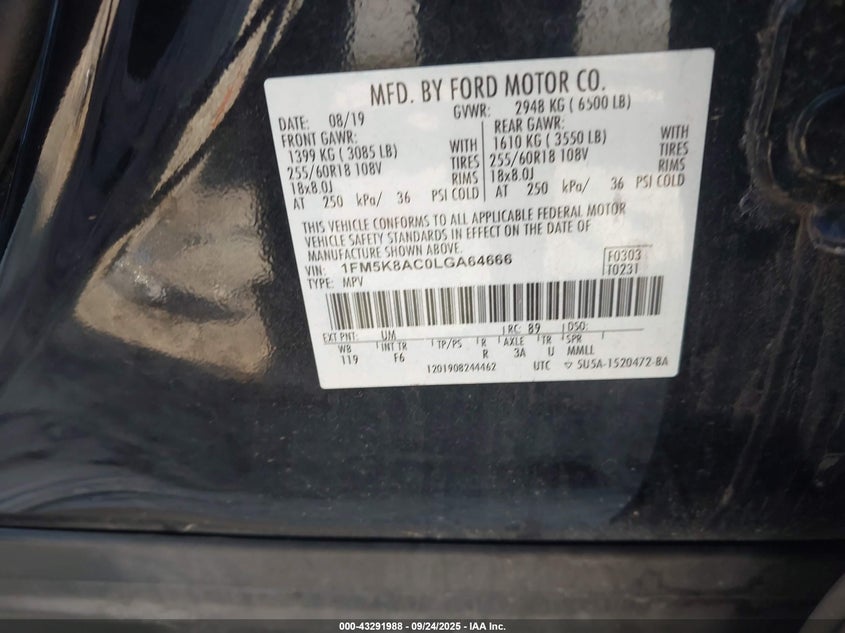 MFD. BY FORD MOTOR CO.
DATE: 08/19 GVWR: 2948 KG ( 6500 LB)
FRONT GAWR: REAR GAWR:
1399 KG ( 3085 LB) WITH 1610 KG ( 3550 LB) WITH
255/60R18 108V TIRES 255/60R18 108V TIRES
18x8.0J RIMS 18x8.0J RIMS
AT 250 kPa/ 36 PSI COLD AT 250 kPa/ 36 PSI COLD
THIS VEHICLE CONFORMS TO ALL APPLICABLE FEDERAL MOTOR
VEHICLE SAFETY STANDARDS IN EFFECT ON THE DATE OF
MANUFACTURE SHOWN ABOVE.
VIN: 1FM5K8AC0LGA64666 F0303
TYPE: MPV T0231
EXT PNT: UM RC: 89 DSO:
WB INT TR TP/PS R AXLE TR SPR
119 F6 R 3A U MMLL
1201908244462 UTC ▽ 5U5A-1520472-BA
000-43291988 - 09/24/2025 - IAA Inc.